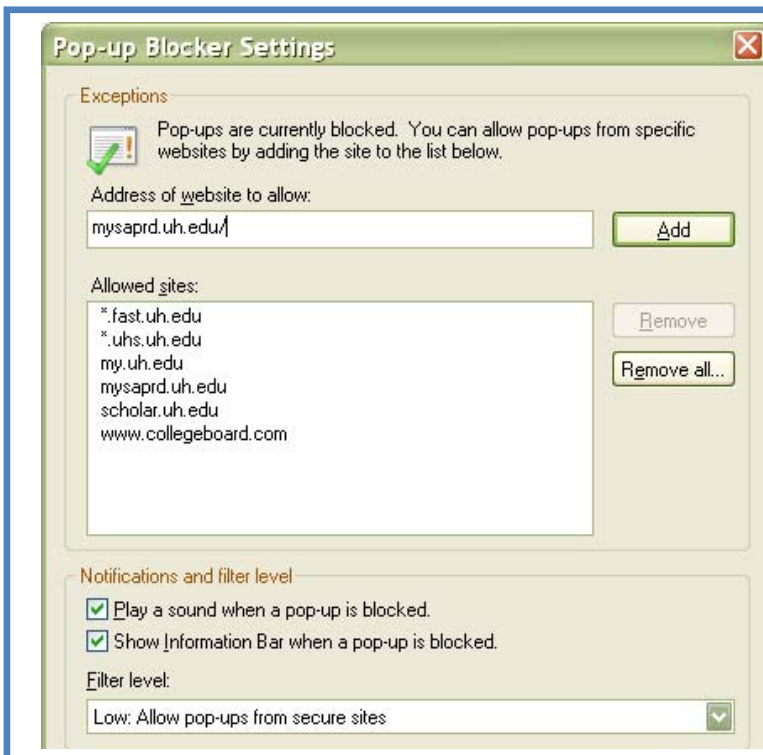 Pop-up Blocker Settings
Exceptions
Pop-ups are currently blocked. You can allow pop-ups from specific
websites by adding the site to the list below.
Address of website to allow:
mysaprd.uh.edu/
Add
Allowed sites:
*.fast.uh.edu
*.uhs.uh.edu
my.uh.edu
mysaprd.uh.edu
scholar.uh.edu
www.collegeboard.com
Remove
Remove all...
Notifications and filter level
Play a sound when a pop-up is blocked.
Show Information Bar when a pop-up is blocked.
Filter level:
Low: Allow pop-ups from secure sites